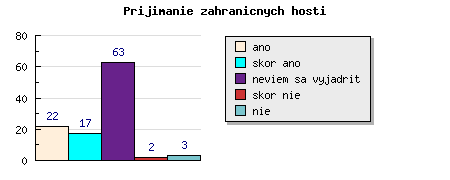 Prijimanie zahranicnych hosti
80
60
40
20
0
22
17
63
2
3
ano
skor ano
neviem sa vyjadrit
skor nie
nie